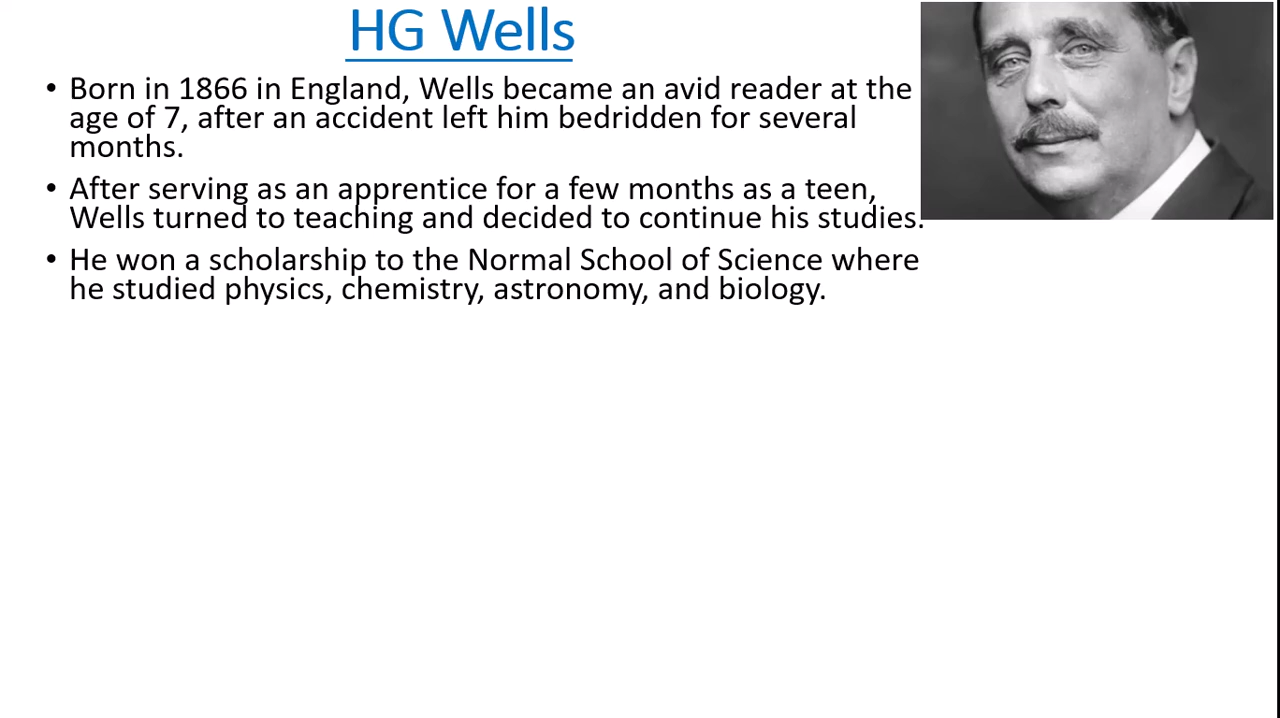 HG Wells
• Born in 1866 in England, Wells became an avid reader at the
age of 7, after an accident left him bedridden for several
months.
• After serving as an apprentice for a few months as a teen,
Wells turned to teaching and decided to continue his studies.
• He won a scholarship to the Normal School of Science where
he studied physics, chemistry, astronomy, and biology.